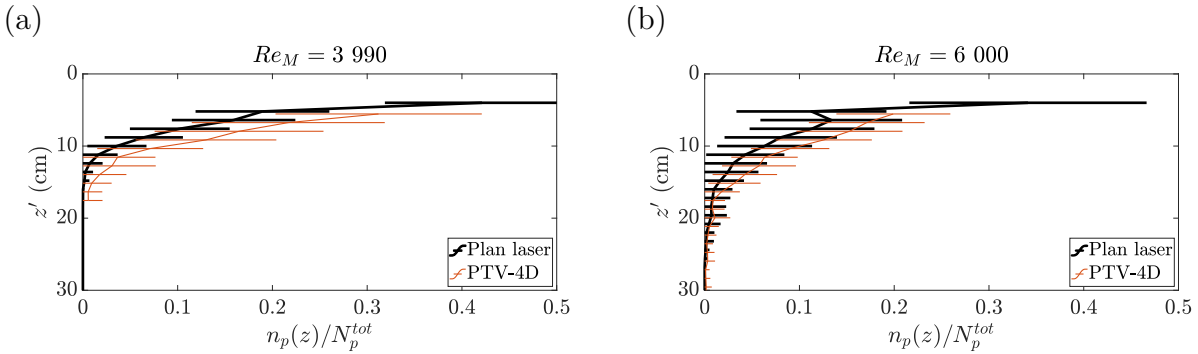 (a)
Re_M = 3 990
0
10
20
30
z′ (cm)
0 0.1 0.2 0.3 0.4 0.5
n_p(z)/N_p^{tot}
Plan laser
PTV-4D
(b)
Re_M = 6 000
0
10
20
30
z′ (cm)
0 0.1 0.2 0.3 0.4 0.5
n_p(z)/N_p^{tot}
Plan laser
PTV-4D